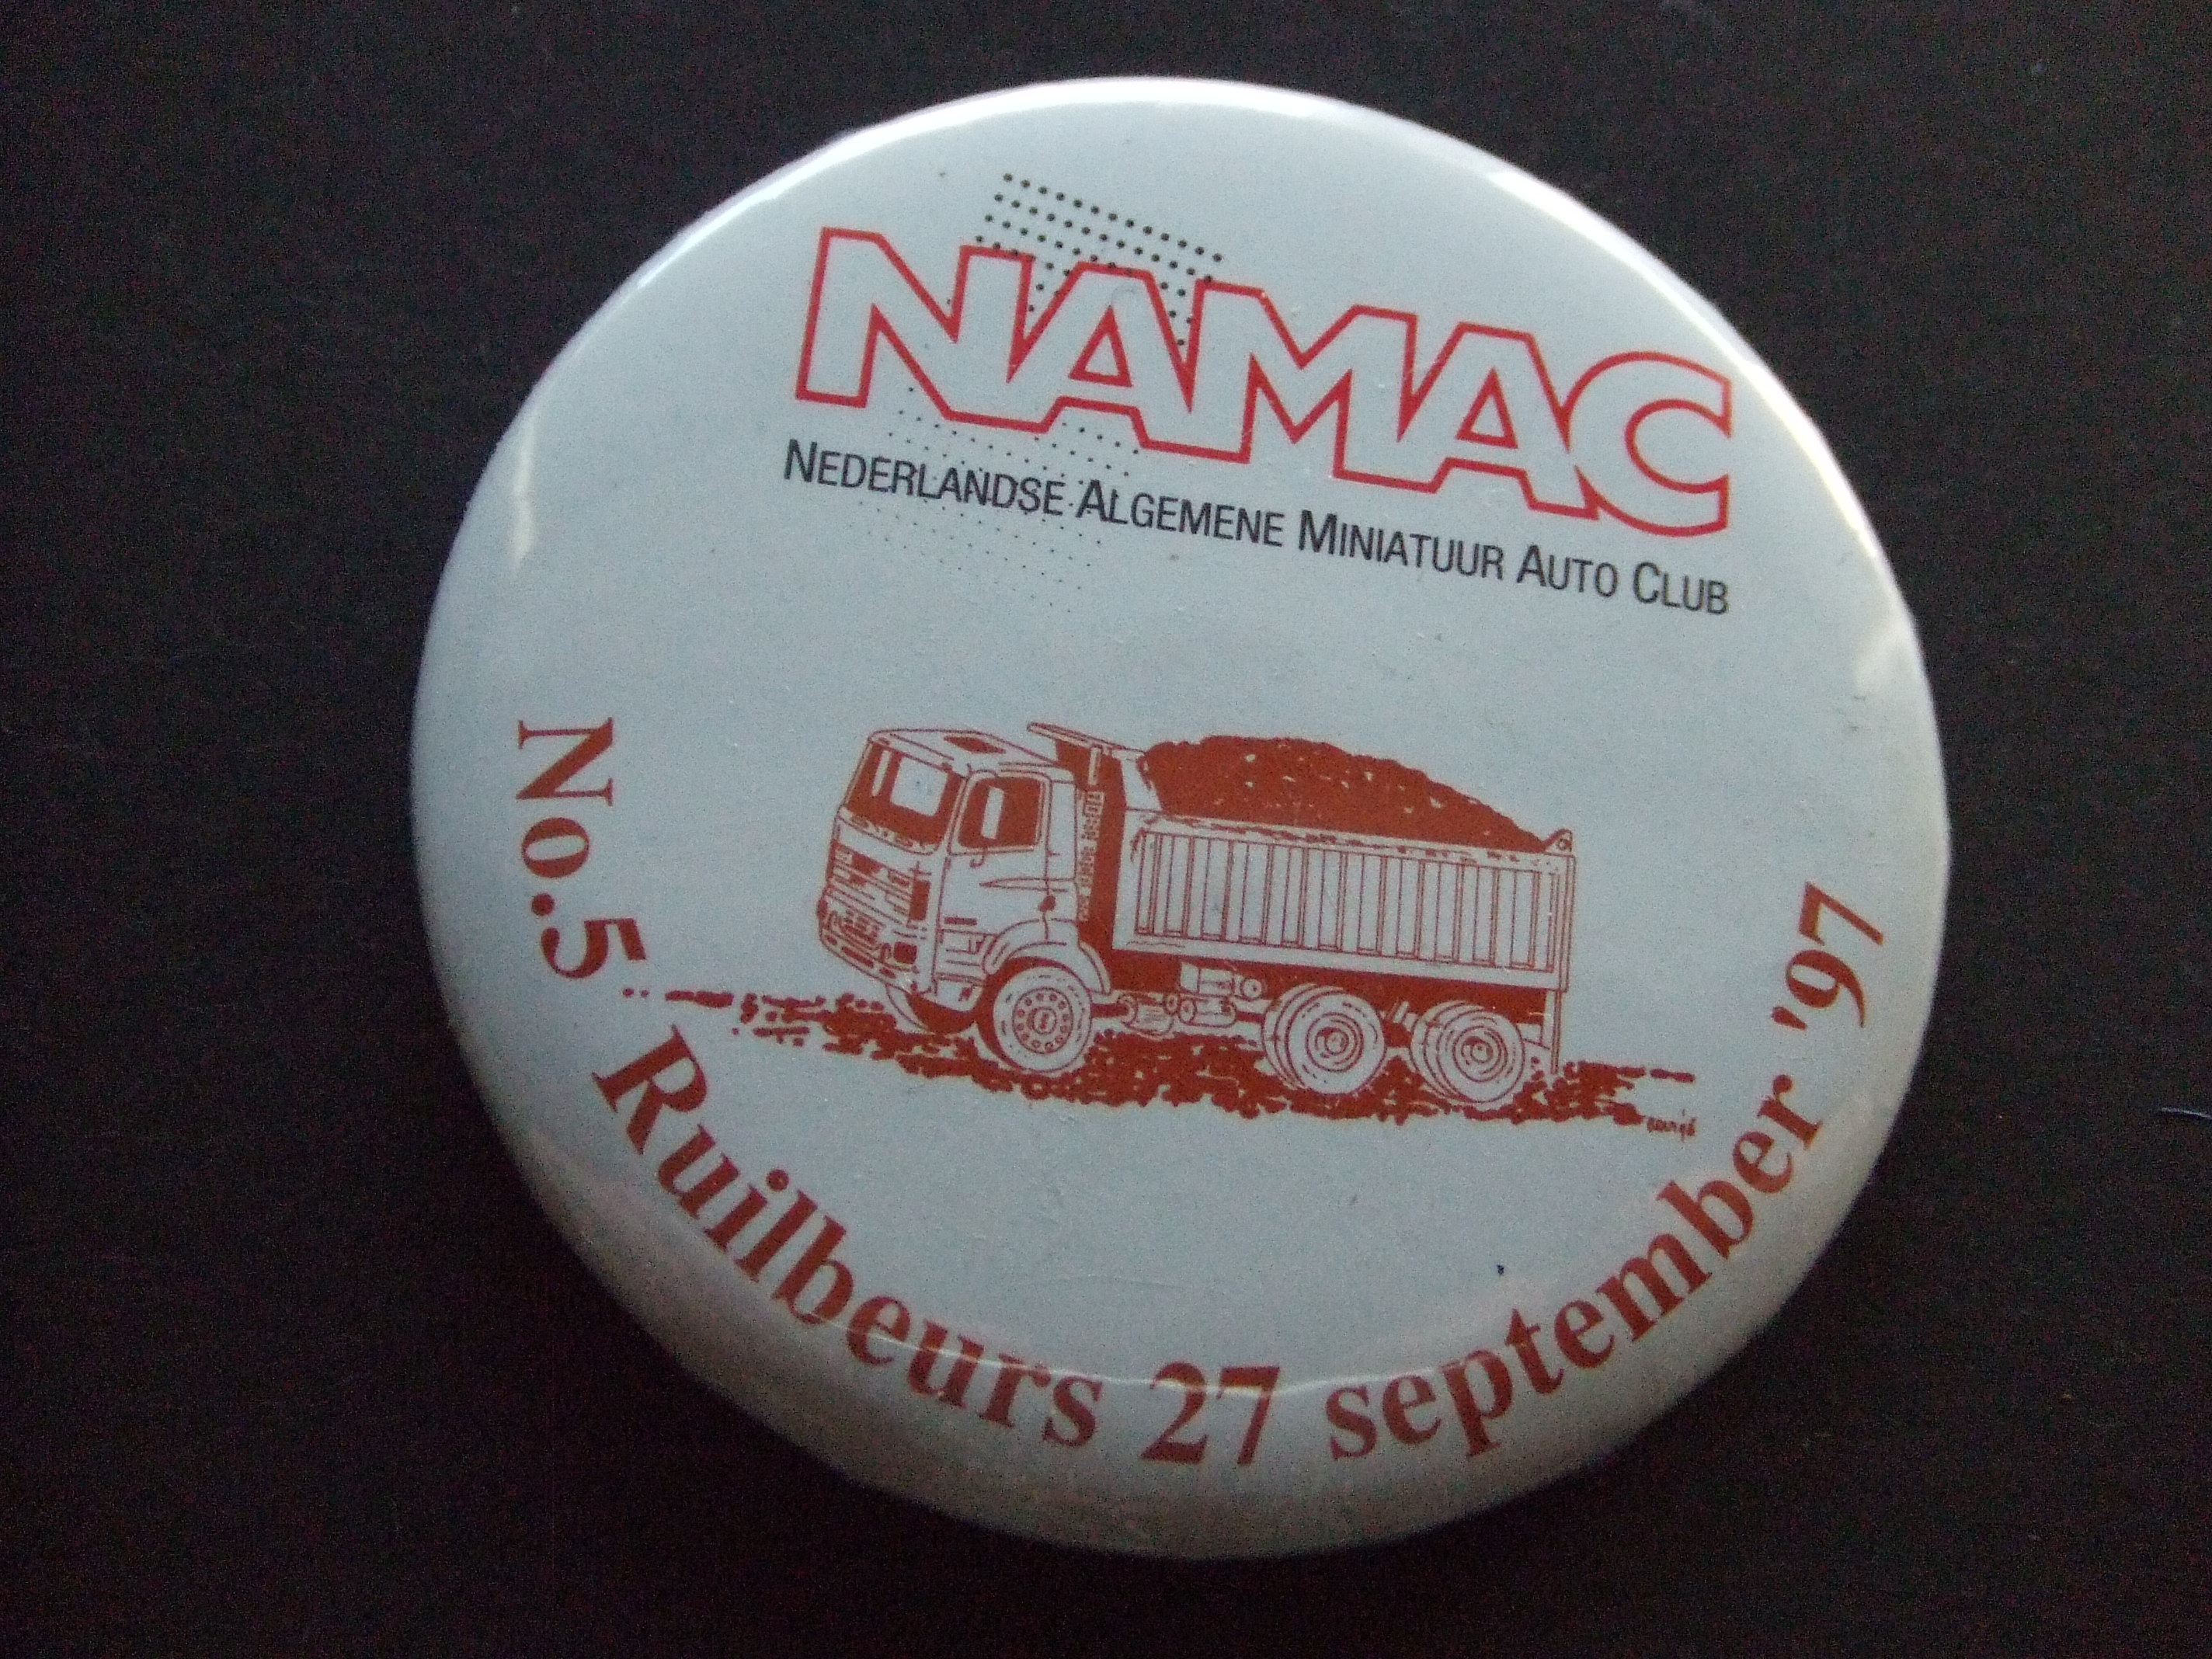 NAMAC
NEDERLANDSE ALGEMENE MINIATUUR AUTO CLUB
No.5 Ruilbeurs 27 september '97